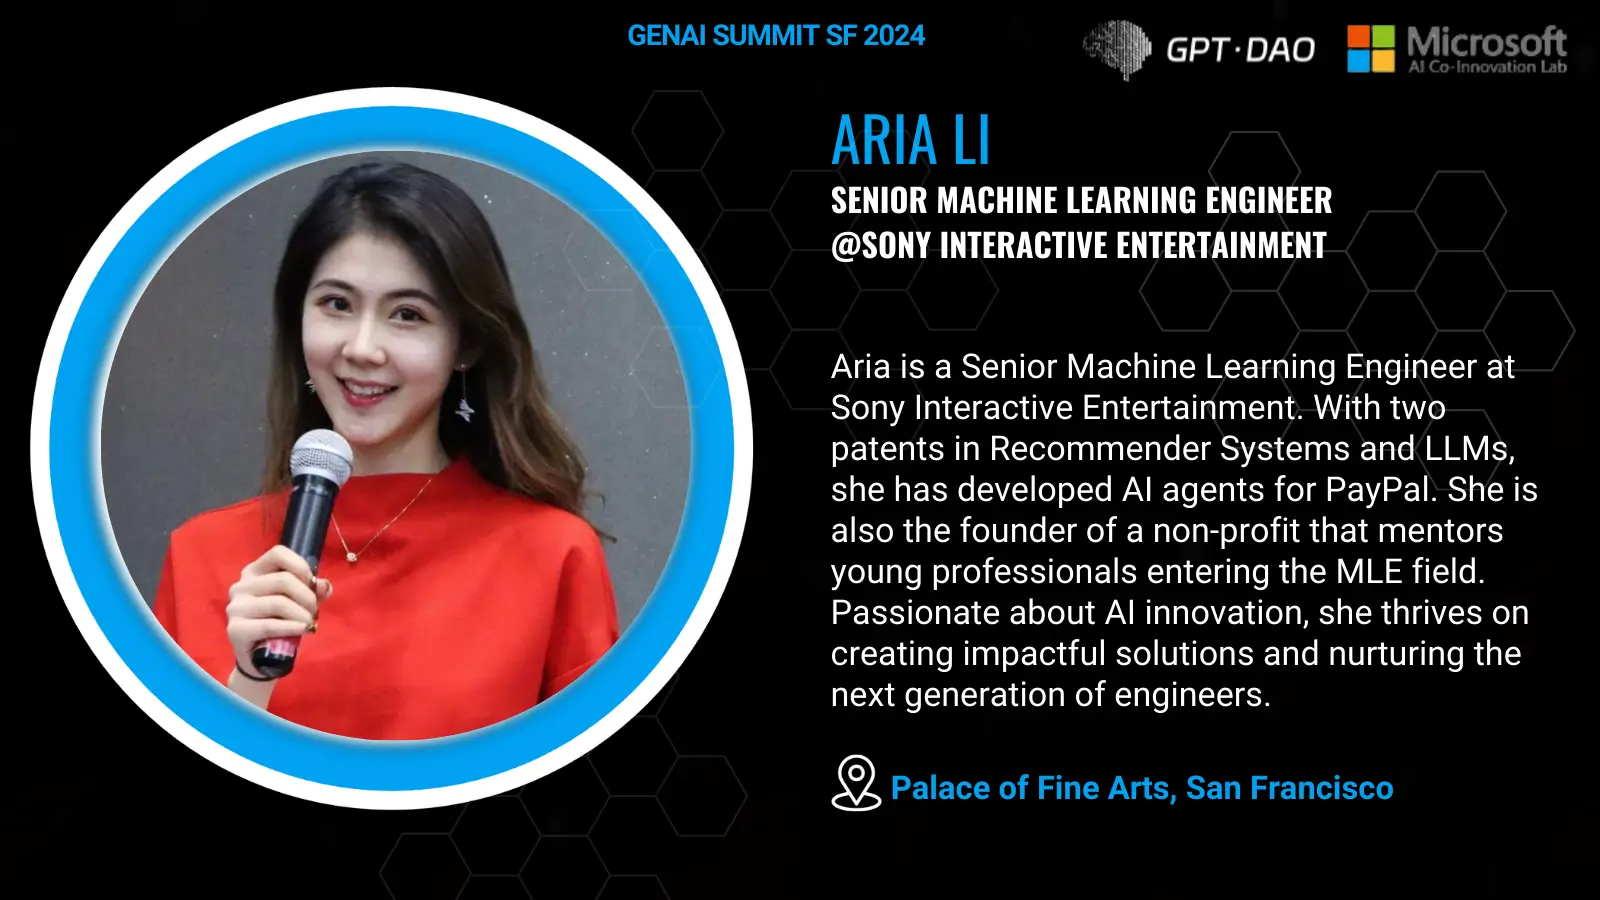 GENAI SUMMIT SF 2024
GPT·DAO
Microsoft
AI Co-Innovation Lab
ARIA LI
SENIOR MACHINE LEARNING ENGINEER
@SONY INTERACTIVE ENTERTAINMENT
Aria is a Senior Machine Learning Engineer at
Sony Interactive Entertainment. With two
patents in Recommender Systems and LLMs,
she has developed AI agents for PayPal. She is
also the founder of a non-profit that mentors
young professionals entering the MLE field.
Passionate about AI innovation, she thrives on
creating impactful solutions and nurturing the
next generation of engineers.
Palace of Fine Arts, San Francisco